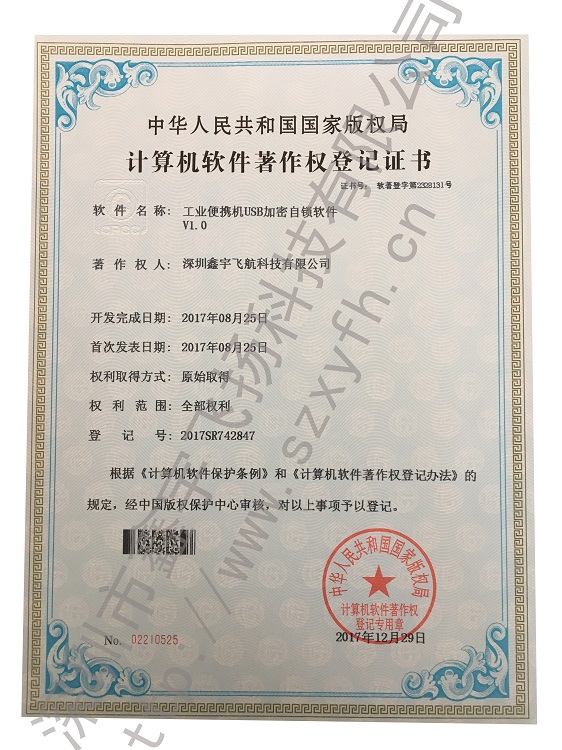 中华人民共和国国家版权局
计算机软件著作权登记证书
证书号： 软著登字第2328131号
软件名称： 工业便携机USB加密自锁软件
V1.0
著作权人： 深圳鑫宇飞航科技有限公司
开发完成日期： 2017年08月25日
首次发表日期： 2017年08月25日
权利取得方式： 原始取得
权利范围： 全部权利
登记号： 2017SR742847
根据《计算机软件保护条例》和《计算机软件著作权登记办法》的
规定，经中国版权保护中心审核，对以上事项予以登记。
中华人民共和国国家版权局
计算机软件著作权
登记专用章
No. 02210525
2017年12月29日
深圳市鑫宇飞扬科技有限公司
http://www.szxyfh.cn
CPCC